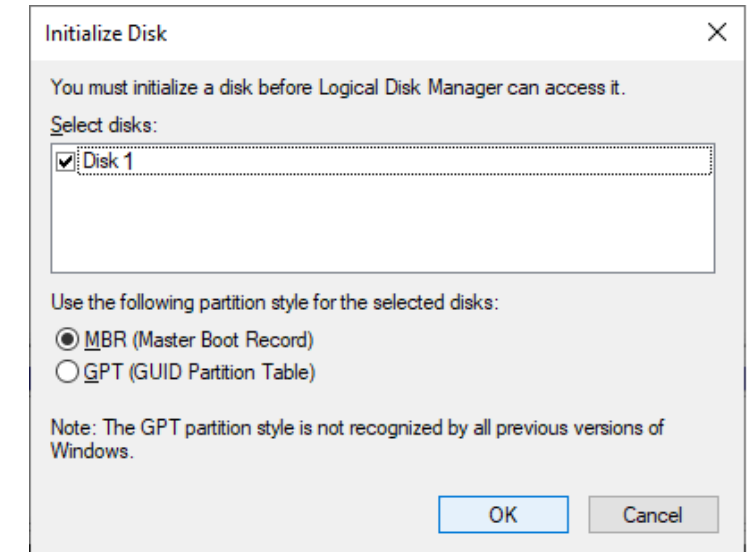 Initialize Disk
You must initialize a disk before Logical Disk Manager can access it.
Select disks:
Disk 1
Use the following partition style for the selected disks:
MBR (Master Boot Record)
GPT (GUID Partition Table)
Note: The GPT partition style is not recognized by all previous versions of
Windows.
OK Cancel